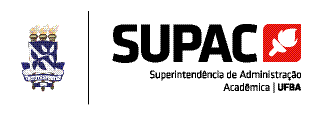 SUPAC
Superintendência de Administração
Acadêmica | UFBA